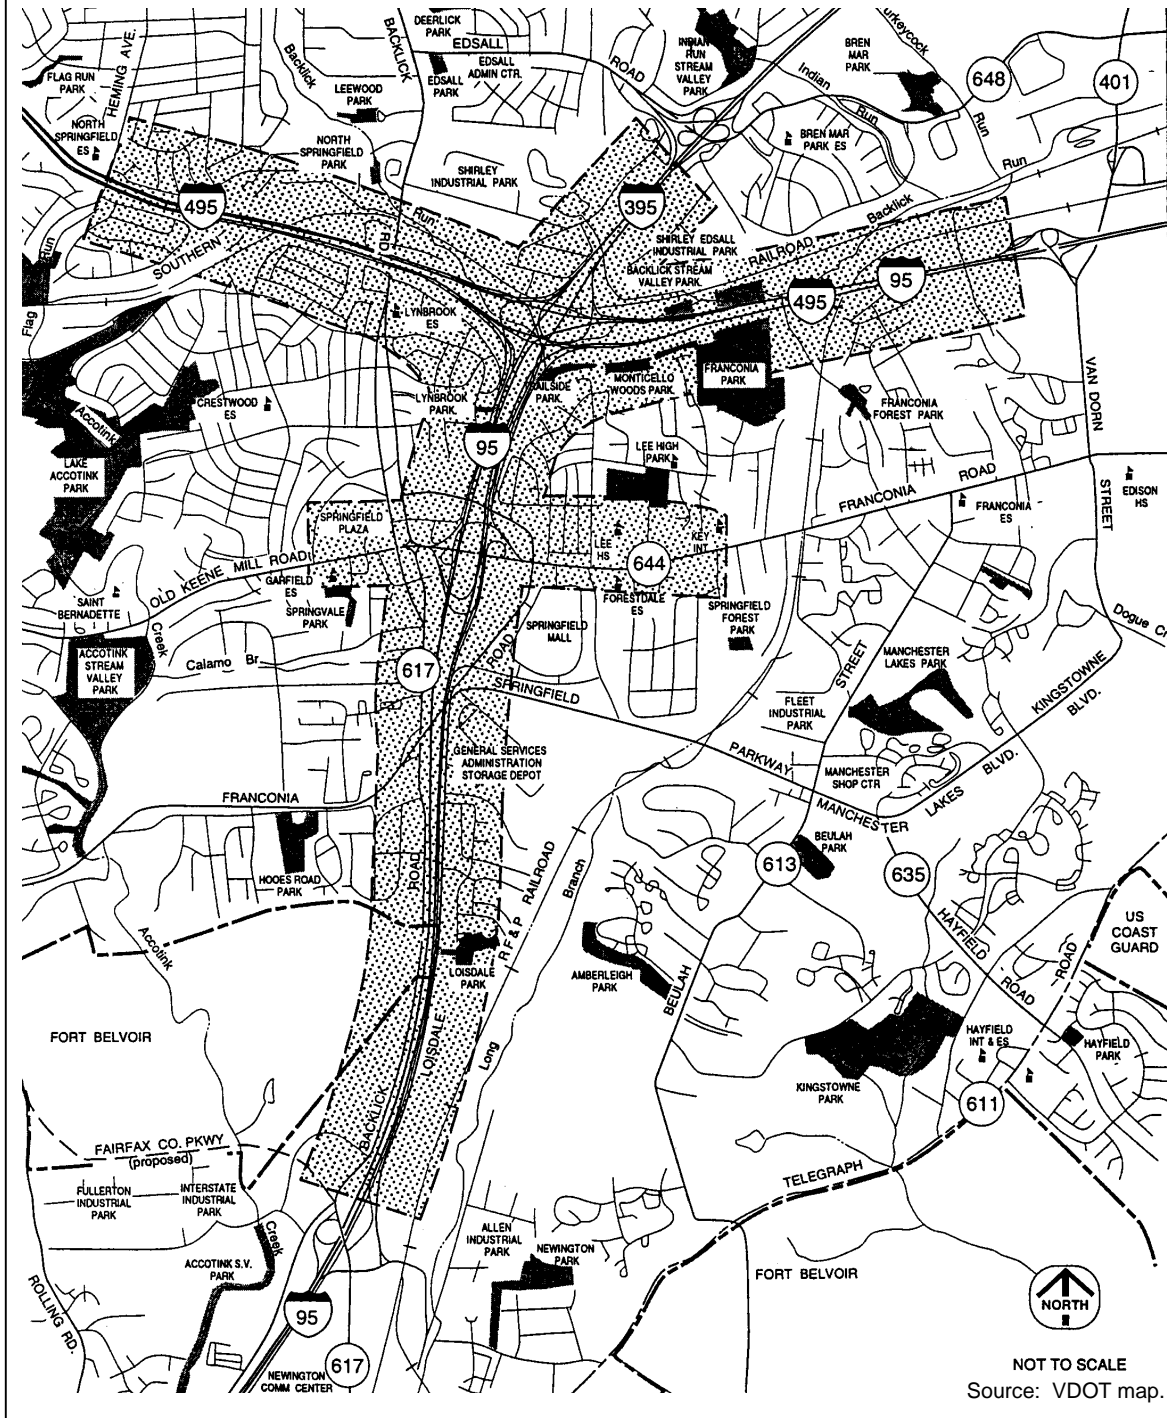 DEERLICK
PARK
EDSALL
BACKLICK
HEMING AVE.
Backlick
FLAG RUN
PARK
LEEWOOD
PARK
EDSALL
PARK
EDSALL
ADMIN CTR.
ROAD
INDIAN
RUN
STREAM
VALLEY
PARK
BREN
MAR
PARK
648
401
Indian
Run
Run
Run
NORTH
SPRINGFIELD
ES
NORTH
SPRINGFIELD
PARK
SHIRLEY
INDUSTRIAL PARK
BREN MAR
PARK ES
495
395
Run
RD
Backlick
SOUTHERN
Run
Flag
SHIRLEY EDSALL
INDUSTRIAL PARK
RAILROAD
BACKLICK STREAM
VALLEY PARK
495
95
LYNBROOK
ES
LYNBROOK
PARK
MONTICELLO
WOODS PARK
FRANCONIA
PARK
FRANCONIA
FOREST PARK
VAN DORN
STREET
CRESTWOOD
ES
Accotink
LAKE
ACCOTINK
PARK
95
LEE HIGH
PARK
FRANCONIA ROAD
FRANCONIA
ES
EDISON
HS
SPRINGFIELD
PLAZA
LEE
HS
KEY
INT
644
OLD KEENE MILL ROAD
GARFIELD
ES
SPRINGVALE
PARK
FORESTDALE
ES
SPRINGFIELD
FOREST
PARK
SAINT
BERNADETTE
Creek
ACCOTINK
STREAM
VALLEY
PARK
Calamo Br
SPRINGFIELD
MALL
ROAD
617
SPRINGFIELD
PARKWAY
STREET
MANCHESTER
LAKES PARK
KINGSTOWNE
BLVD.
FLEET
INDUSTRIAL
PARK
GENERAL SERVICES
ADMINISTRATION
STORAGE DEPOT
MANCHESTER
SHOP CTR
MANCHESTER
LAKES
BLVD.
FRANCONIA
ROAD
HOOES ROAD
PARK
BEULAH
PARK
613
635
HAYFIELD
ROAD
ROAD
US
COAST
GUARD
R F & P RAILROAD
Branch
Accotink
LOISDALE
PARK
AMBERLEIGH
PARK
BEULAH
FORT BELVOIR
LOISDALE
Long
BACKLICK
KINGSTOWNE
PARK
HAYFIELD
INT & ES
HAYFIELD
PARK
611
FAIRFAX CO. PKWY
(proposed)
FULLERTON
INDUSTRIAL
PARK
INTERSTATE
INDUSTRIAL
PARK
TELEGRAPH
Creek
ACCOTINK S.V.
PARK
ALLEN
INDUSTRIAL
PARK
NEWINGTON
PARK
FORT BELVOIR
ROLLING RD.
95
617
NEWINGTON
COMM CENTER
NORTH
NOT TO SCALE
Source: VDOT map.